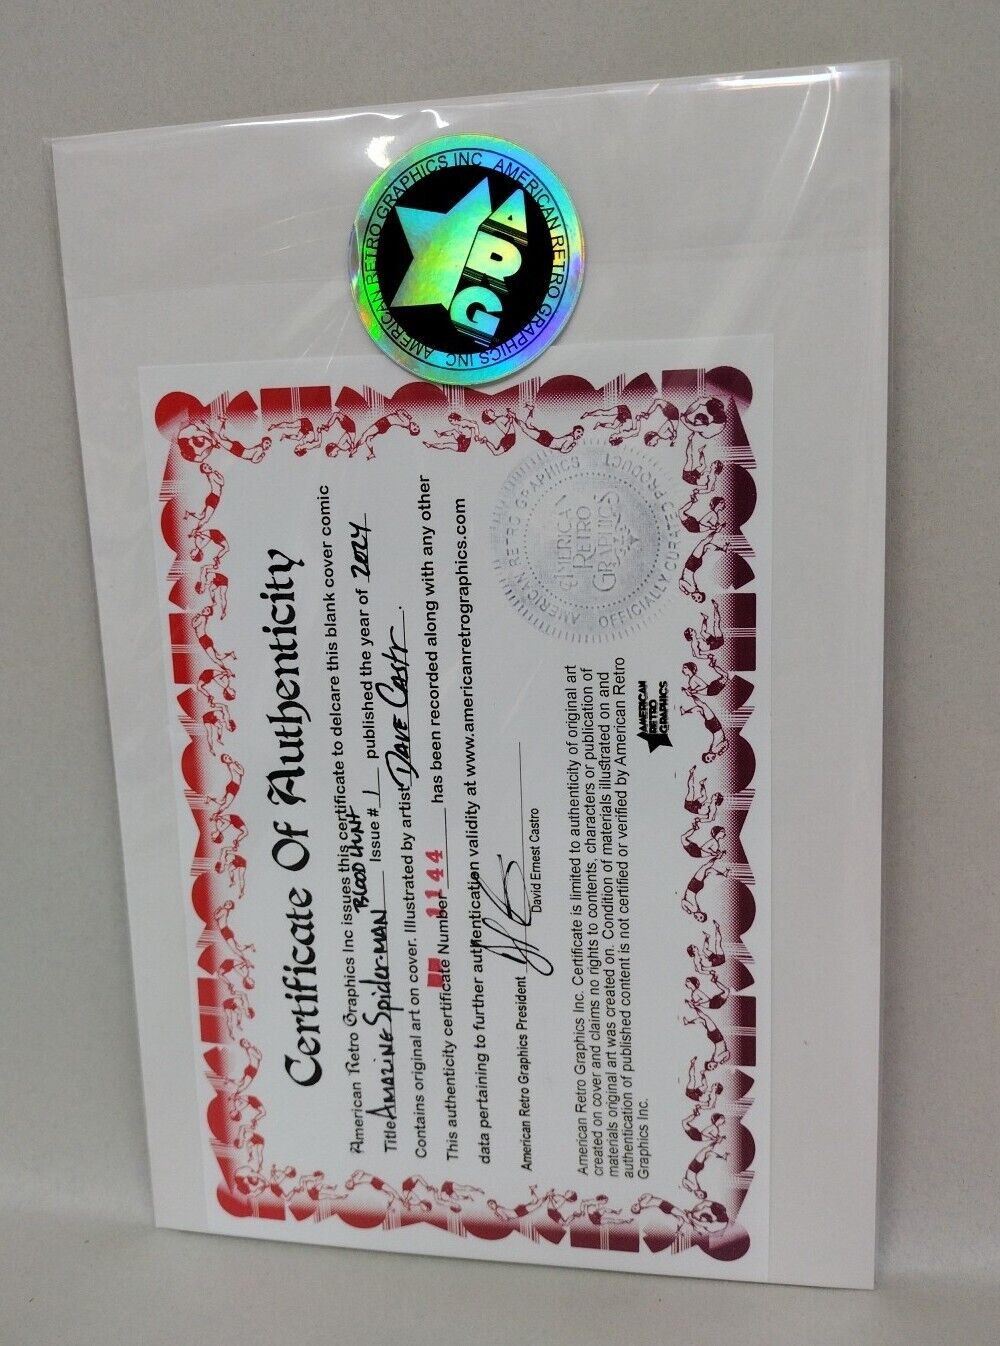 AMERICAN RETRO GRAPHICS INC AMERICAN RETRO GRAPHICS INC
ARG
Certificate Of Authenticity
American Retro Graphics Inc issues this certificate to delcare this blank cover comic
BLOOD HUNT
Title AMAZING SpidER-MAN Issue # 1 published the year of 2024
Contains original art on cover. Illustrated by artist DAVE CASTR.
This authenticity certificate Number 1144 has been recorded along with any other
data pertaining to further authentication validity at www.americanretrographics.com
American Retro Graphics President
David Ernest Castro
American Retro Graphics Inc. Certificate is limited to authenticity of original art
created on cover and claims no rights to contents, characters or publication of
materials original art was created on. Condition of materials illustrated on and
authentication of published content is not certified or verified by American Retro
Graphics Inc.
AMERICAN
RETRO
GRAPHICS
AMERICAN RETRO GRAPHICS
OFFICIALLY CURATED PRODUCT
AMERICAN
RETRO
GRAPHICS